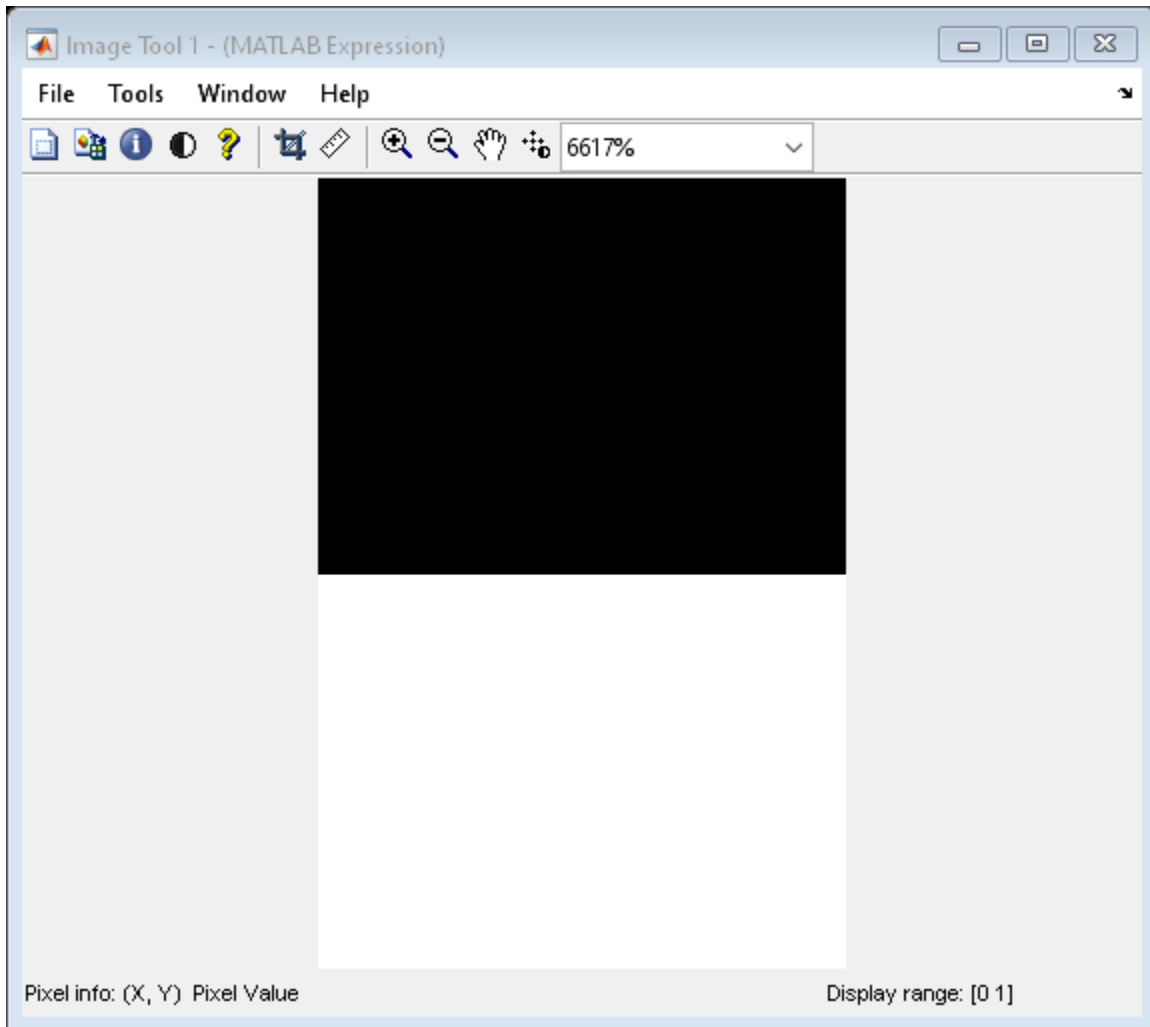 Image Tool 1 - (MATLAB Expression)
File Tools Window Help
6617%
Pixel info: (X, Y) Pixel Value
Display range: [0 1]